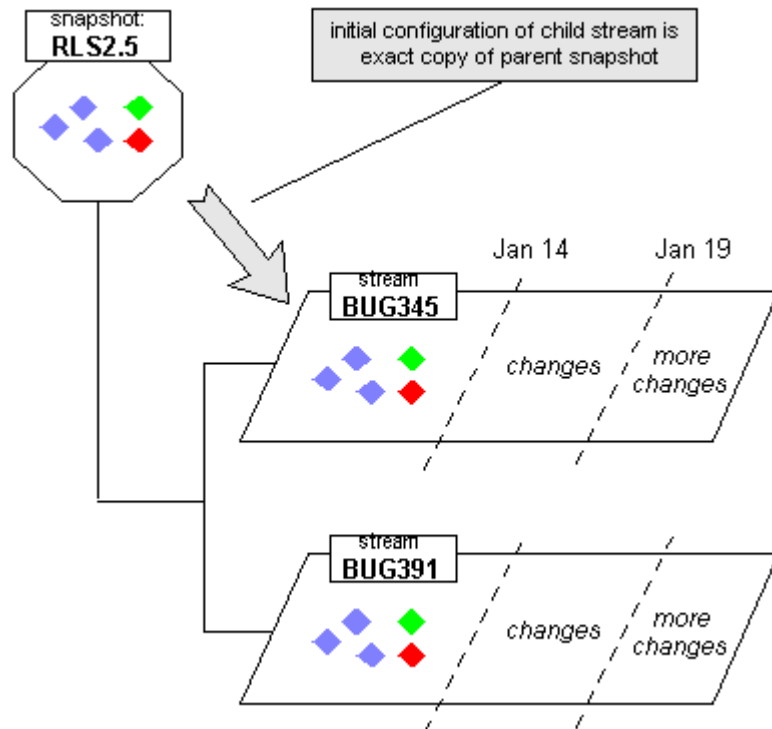 snapshot:
RLS2.5
initial configuration of child stream is
exact copy of parent snapshot
Jan 14
Jan 19
stream
BUG345
changes
more
changes
stream
BUG391
changes
more
changes